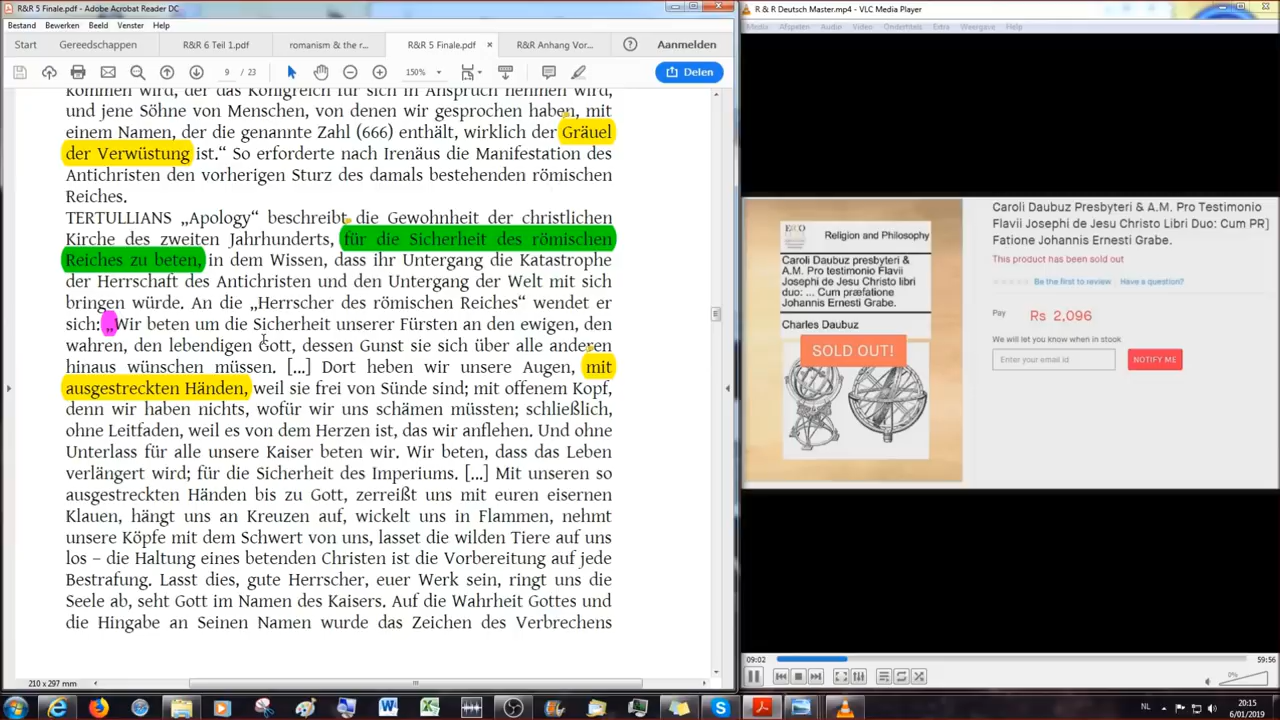 R&R 5 Finale.pdf - Adobe Acrobat Reader DC
Bestand Bewerken Beeld Venster Help
Start Gereedschappen R&R 6 Teil 1.pdf romanism & the r... R&R 5 Finale.pdf × R&R Anhang Vor... Aanmelden
9 / 23 150% Delen
kommen wird, der das Königreich für sich in Anspruch nehmen wird,
und jene Söhne von Menschen, von denen wir gesprochen haben, mit
einem Namen, der die genannte Zahl (666) enthält, wirklich der Gräuel
der Verwüstung ist.“ So erforderte nach Irenäus die Manifestation des
Antichristen den vorherigen Sturz des damals bestehenden römischen
Reiches.
TERTULLIANS „Apology“ beschreibt die Gewohnheit der christlichen
Kirche des zweiten Jahrhunderts, für die Sicherheit des römischen
Reiches zu beten, in dem Wissen, dass ihr Untergang die Katastrophe
der Herrschaft des Antichristen und den Untergang der Welt mit sich
bringen würde. An die „Herrscher des römischen Reiches“ wendet er
sich: „Wir beten um die Sicherheit unserer Fürsten an den ewigen, den
wahren, den lebendigen Gott, dessen Gunst sie sich über alle anderen
hinaus wünschen müssen. [...] Dort heben wir unsere Augen, mit
ausgestreckten Händen, weil sie frei von Sünde sind; mit offenem Kopf,
denn wir haben nichts, wofür wir uns schämen müssten; schließlich,
ohne Leitfaden, weil es von dem Herzen ist, das wir anflehen. Und ohne
Unterlass für alle unsere Kaiser beten wir. Wir beten, dass das Leben
verlängert wird; für die Sicherheit des Imperiums. [...] Mit unseren so
ausgestreckten Händen bis zu Gott, zerreißt uns mit euren eisernen
Klauen, hängt uns an Kreuzen auf, wickelt uns in Flammen, nehmt
unsere Köpfe mit dem Schwert von uns, lasset die wilden Tiere auf uns
los – die Haltung eines betenden Christen ist die Vorbereitung auf jede
Bestrafung. Lasst dies, gute Herrscher, euer Werk sein, ringt uns die
Seele ab, seht Gott im Namen des Kaisers. Auf die Wahrheit Gottes und
die Hingabe an Seinen Namen wurde das Zeichen des Verbrechens
210 x 297 mm
R & R Deutsch Master.mp4 - VLC Media Player
Media Afspelen Audio Video Ondertitels Extra Weergave Help
Religion and Philosophy
Caroli Daubuz presbyteri &
A.M. Pro testimonio Flavii
Josephi de Jesu Christo libri
duo: ... Cum præfatione
Johannis Ernesti Grabe.
Charles Daubuz
SOLD OUT!
Caroli Daubuz Presbyteri & A.M. Pro Testimonio
Flavii Josephi de Jesu Christo Libri Duo: Cum PR]
Fatione Johannis Ernesti Grabe.
This product has been sold out
Be the first to review Have a question?
Pay Rs 2,096
We will let you know when in stook
Enter your email id NOTIFY ME
09:02 59:56
0%
NL 20:15
6/01/2019